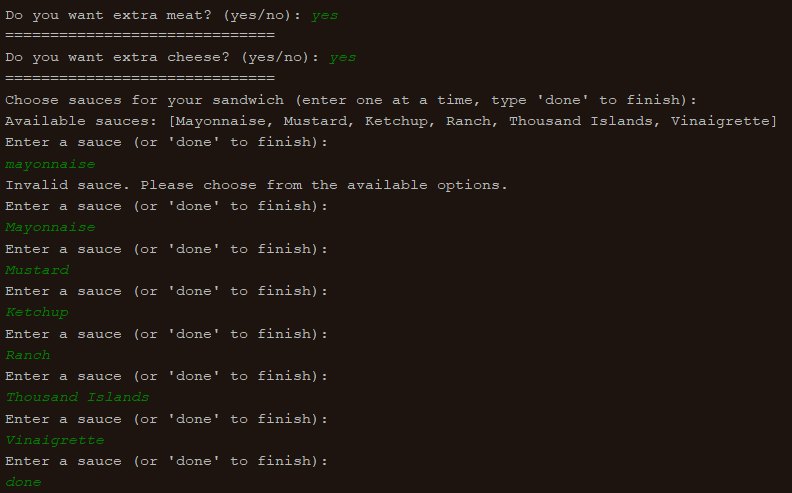 Do you want extra meat? (yes/no): yes
==============================
Do you want extra cheese? (yes/no): yes
==============================
Choose sauces for your sandwich (enter one at a time, type 'done' to finish):
Available sauces: [Mayonnaise, Mustard, Ketchup, Ranch, Thousand Islands, Vinaigrette]
Enter a sauce (or 'done' to finish):
mayonnaise
Invalid sauce. Please choose from the available options.
Enter a sauce (or 'done' to finish):
Mayonnaise
Enter a sauce (or 'done' to finish):
Mustard
Enter a sauce (or 'done' to finish):
Ketchup
Enter a sauce (or 'done' to finish):
Ranch
Enter a sauce (or 'done' to finish):
Thousand Islands
Enter a sauce (or 'done' to finish):
Vinaigrette
Enter a sauce (or 'done' to finish):
done